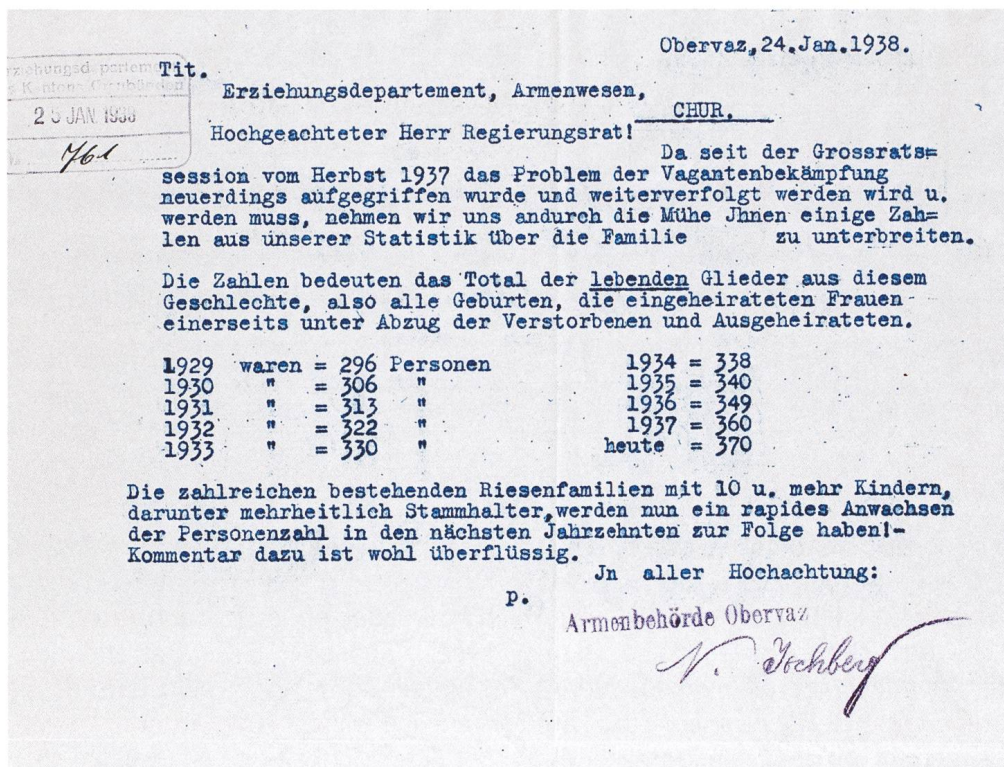 Obervaz,24.Jan.1938.
Erziehungsdepartement
des Kantons Graubünden
25 JAN 1938
761
Tit.
Erziehungsdepartement, Armenwesen,
CHUR.
Hochgeachteter Herr Regierungsrat!
Da seit der Grossrats=
session vom Herbst 1937 das Problem der Vagantenbekämpfung
neuerdings aufgegriffen wurde und weiterverfolgt werden wird u.
werden muss, nehmen wir uns andurch die Mühe Jhnen einige Zah=
len aus unserer Statistik über die Familie zu unterbreiten.
Die Zahlen bedeuten das Total der lebenden Glieder aus diesem
Geschlechte, also alle Geburten, die eingeheirateten Frauen
einerseits unter Abzug der Verstorbenen und Ausgeheirateten.
1929 waren = 296 Personen 1934 = 338
1930 " = 306 " 1935 = 340
1931 " = 313 " 1936 = 349
1932 " = 322 " 1937 = 360
1933 " = 330 " heute = 370
Die zahlreichen bestehenden Riesenfamilien mit 10 u. mehr Kindern,
darunter mehrheitlich Stammhalter,werden nun ein rapides Anwachsen
der Personenzahl in den nächsten Jahrzehnten zur Folge haben!-
Kommentar dazu ist wohl überflüssig.
Jn aller Hochachtung:
p.
Armenbehörde Obervaz